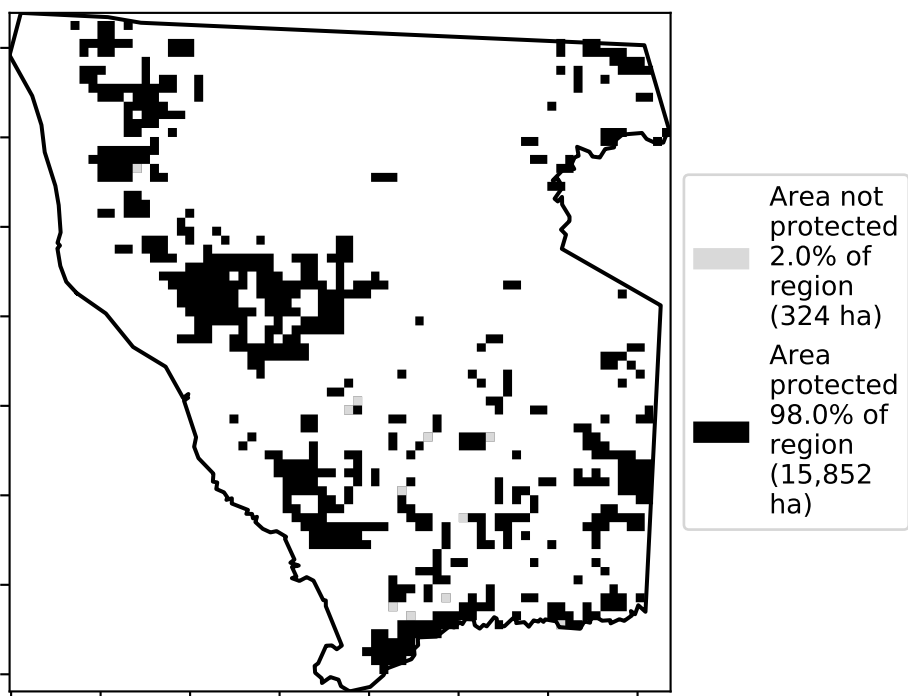 Area not
protected
2.0% of
region
(324 ha)
Area
protected
98.0% of
region
(15,852
ha)